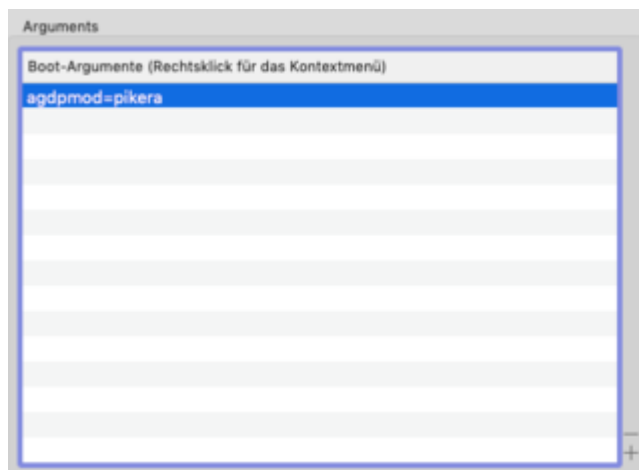 Arguments
Boot-Argumente (Rechtsklick für das Kontextmenü)
agdpmod=pikera